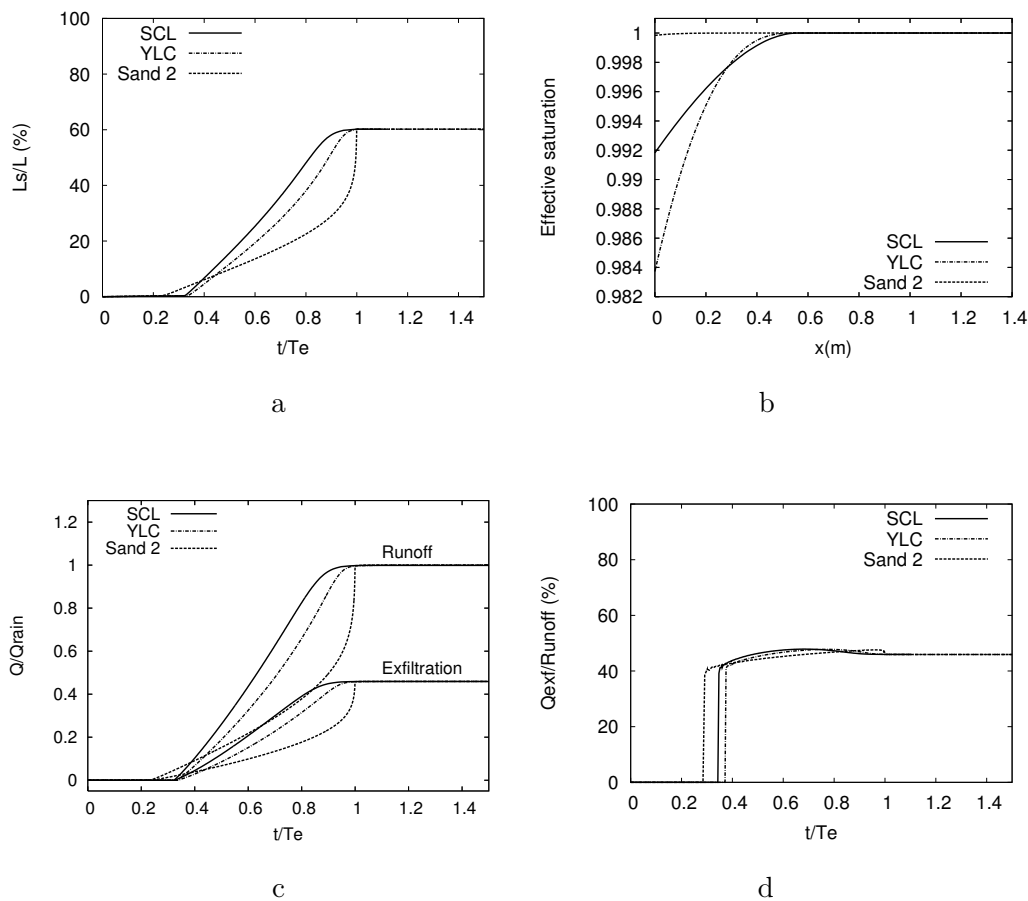 100
80
60
40
20
0
Ls/L (%)
SCL
YLC
Sand 2
0 0.2 0.4 0.6 0.8 1 1.2 1.4
t/Te
a
1
0.998
0.996
0.994
0.992
0.99
0.988
0.986
0.984
0.982
Effective saturation
SCL
YLC
Sand 2
0 0.2 0.4 0.6 0.8 1 1.2 1.4
x(m)
b
1.2
1
0.8
0.6
0.4
0.2
0
Q/Qrain
SCL
YLC
Sand 2
Runoff
Exfiltration
0 0.2 0.4 0.6 0.8 1 1.2 1.4
t/Te
c
100
80
60
40
20
0
Qexf/Runoff (%)
SCL
YLC
Sand 2
0 0.2 0.4 0.6 0.8 1 1.2 1.4
t/Te
d